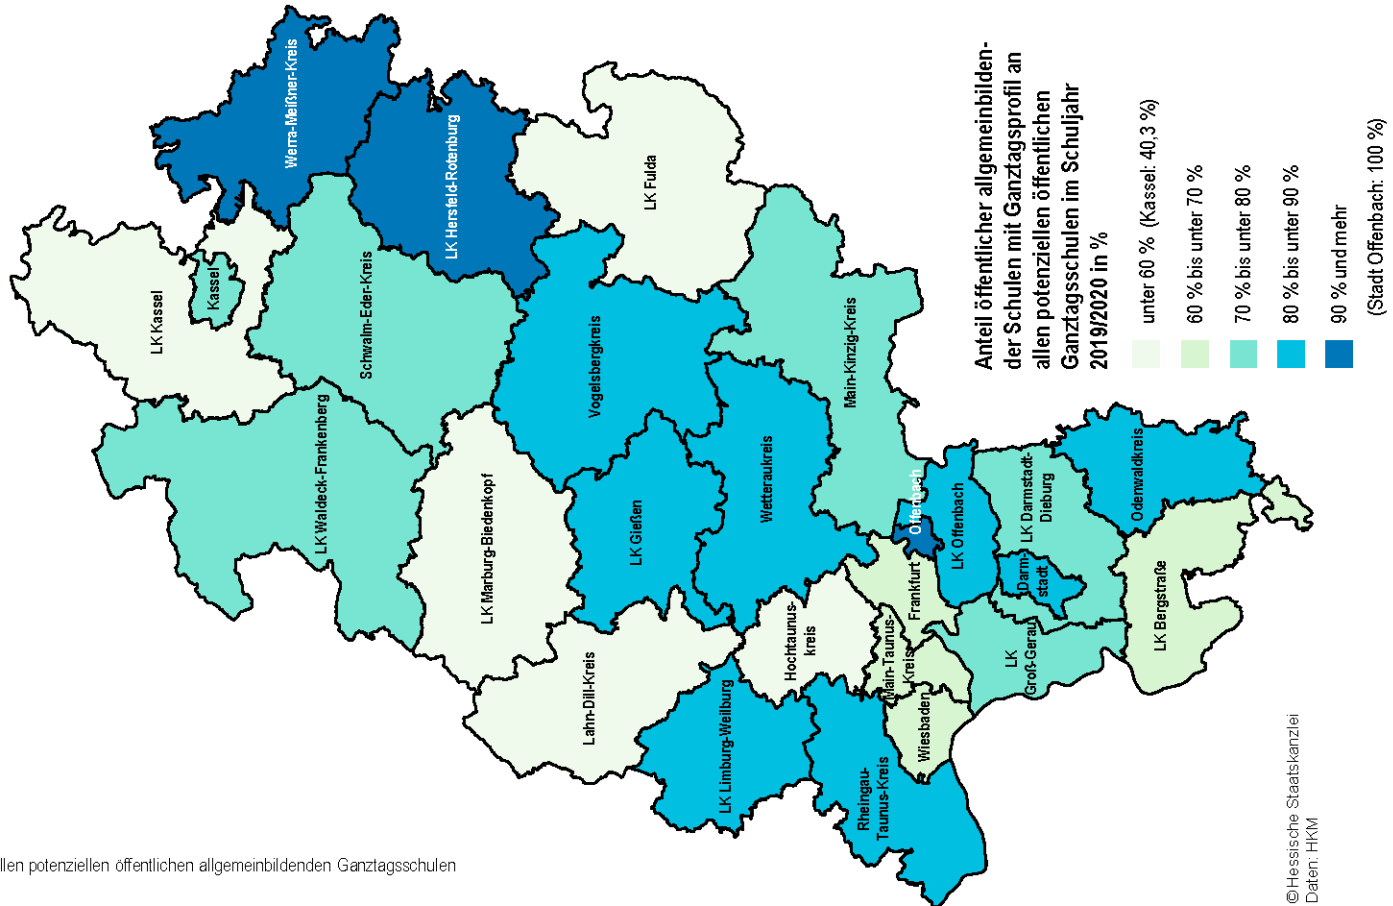 Werra-Meißner-Kreis
LK Hersfeld-Rotenburg
LK Fulda
LK Kassel
Kassel
Schwalm-Eder-Kreis
LK Waldeck-Frankenberg
LK Marburg-Biedenkopf
Vogelsbergkreis
LK Gießen
Wetteraukreis
Main-Kinzig-Kreis
Lahn-Dill-Kreis
LK Limburg-Weilburg
Hochtaunus-
kreis
Rheingau-
Taunus-Kreis
Wiesbaden
Main-Taunus-
Kreis
Frankfurt
Offenbach
LK Offenbach
LK Darmstadt-
Dieburg
Darm-
stadt
LK
Groß-Gerau
Odenwaldkreis
LK Bergstraße
Anteil öffentlicher allgemeinbilden-
der Schulen mit Ganztagsprofil an
allen potenziellen öffentlichen
Ganztagsschulen im Schuljahr
2019/2020 in %
unter 60 % (Kassel: 40,3 %)
60 % bis unter 70 %
70 % bis unter 80 %
80 % bis unter 90 %
90 % und mehr
(Stadt Offenbach: 100 %)
©Hessische Staatskanzlei
Daten: HKM
llen potenziellen öffentlichen allgemeinbildenden Ganztagsschulen